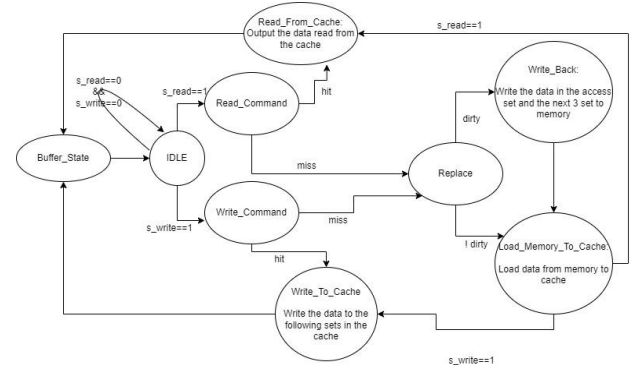 Read_From_Cache:
Output the data read from
the cache
s_read==1
s_read==0
&&
s_write==0
s_read==1
hit
Write_Back:
Write the data in the access
set and the next 3 set to
memory
Read_Command
dirty
Buffer_State
IDLE
miss
Replace
Write_Command
miss
s_write==1
! dirty
Load_Memory_To_Cache:
Load data from memory to
cache
hit
Write_To_Cache
Write the data to the
following sets in the
cache
s_write==1